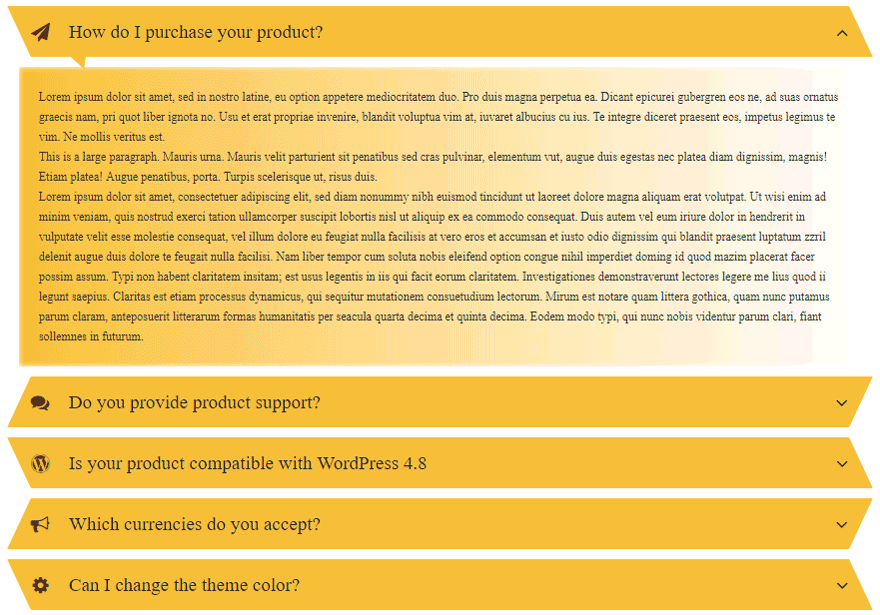 How do I purchase your product?
Lorem ipsum dolor sit amet, sed in nostro latine, eu option appetere mediocritatem duo. Pro duis magna perpetua ea. Dicant epicurei gubergren eos ne, ad suas ornatus
graecis nam, pri quot liber ignota no. Usu et erat propriae invenire, blandit voluptua vim at, iuvaret albucius cu ius. Te integre diceret praesent eos, impetus legimus te
vim. Ne mollis veritus est.
This is a large paragraph. Mauris urna. Mauris velit parturient sit penatibus sed cras pulvinar, elementum vut, augue duis egestas nec platea diam dignissim, magnis!
Etiam platea! Augue penatibus, porta. Turpis scelerisque ut, risus duis.
Lorem ipsum dolor sit amet, consectetuer adipiscing elit, sed diam nonummy nibh euismod tincidunt ut laoreet dolore magna aliquam erat volutpat. Ut wisi enim ad
minim veniam, quis nostrud exerci tation ullamcorper suscipit lobortis nisl ut aliquip ex ea commodo consequat. Duis autem vel eum iriure dolor in hendrerit in
vulputate velit esse molestie consequat, vel illum dolore eu feugiat nulla facilisis at vero eros et accumsan et iusto odio dignissim qui blandit praesent luptatum zzril
delenit augue duis dolore te feugait nulla facilisi. Nam liber tempor cum soluta nobis eleifend option congue nihil imperdiet doming id quod mazim placerat facer
possim assum. Typi non habent claritatem insitam; est usus legentis in iis qui facit eorum claritatem. Investigationes demonstraverunt lectores legere me lius quod ii
legunt saepius. Claritas est etiam processus dynamicus, qui sequitur mutationem consuetudium lectorum. Mirum est notare quam littera gothica, quam nunc putamus
parum claram, anteposuerit litterarum formas humanitatis per seacula quarta decima et quinta decima. Eodem modo typi, qui nunc nobis videntur parum clari, fiant
sollemnes in futurum.
Do you provide product support?
Is your product compatible with WordPress 4.8
Which currencies do you accept?
Can I change the theme color?